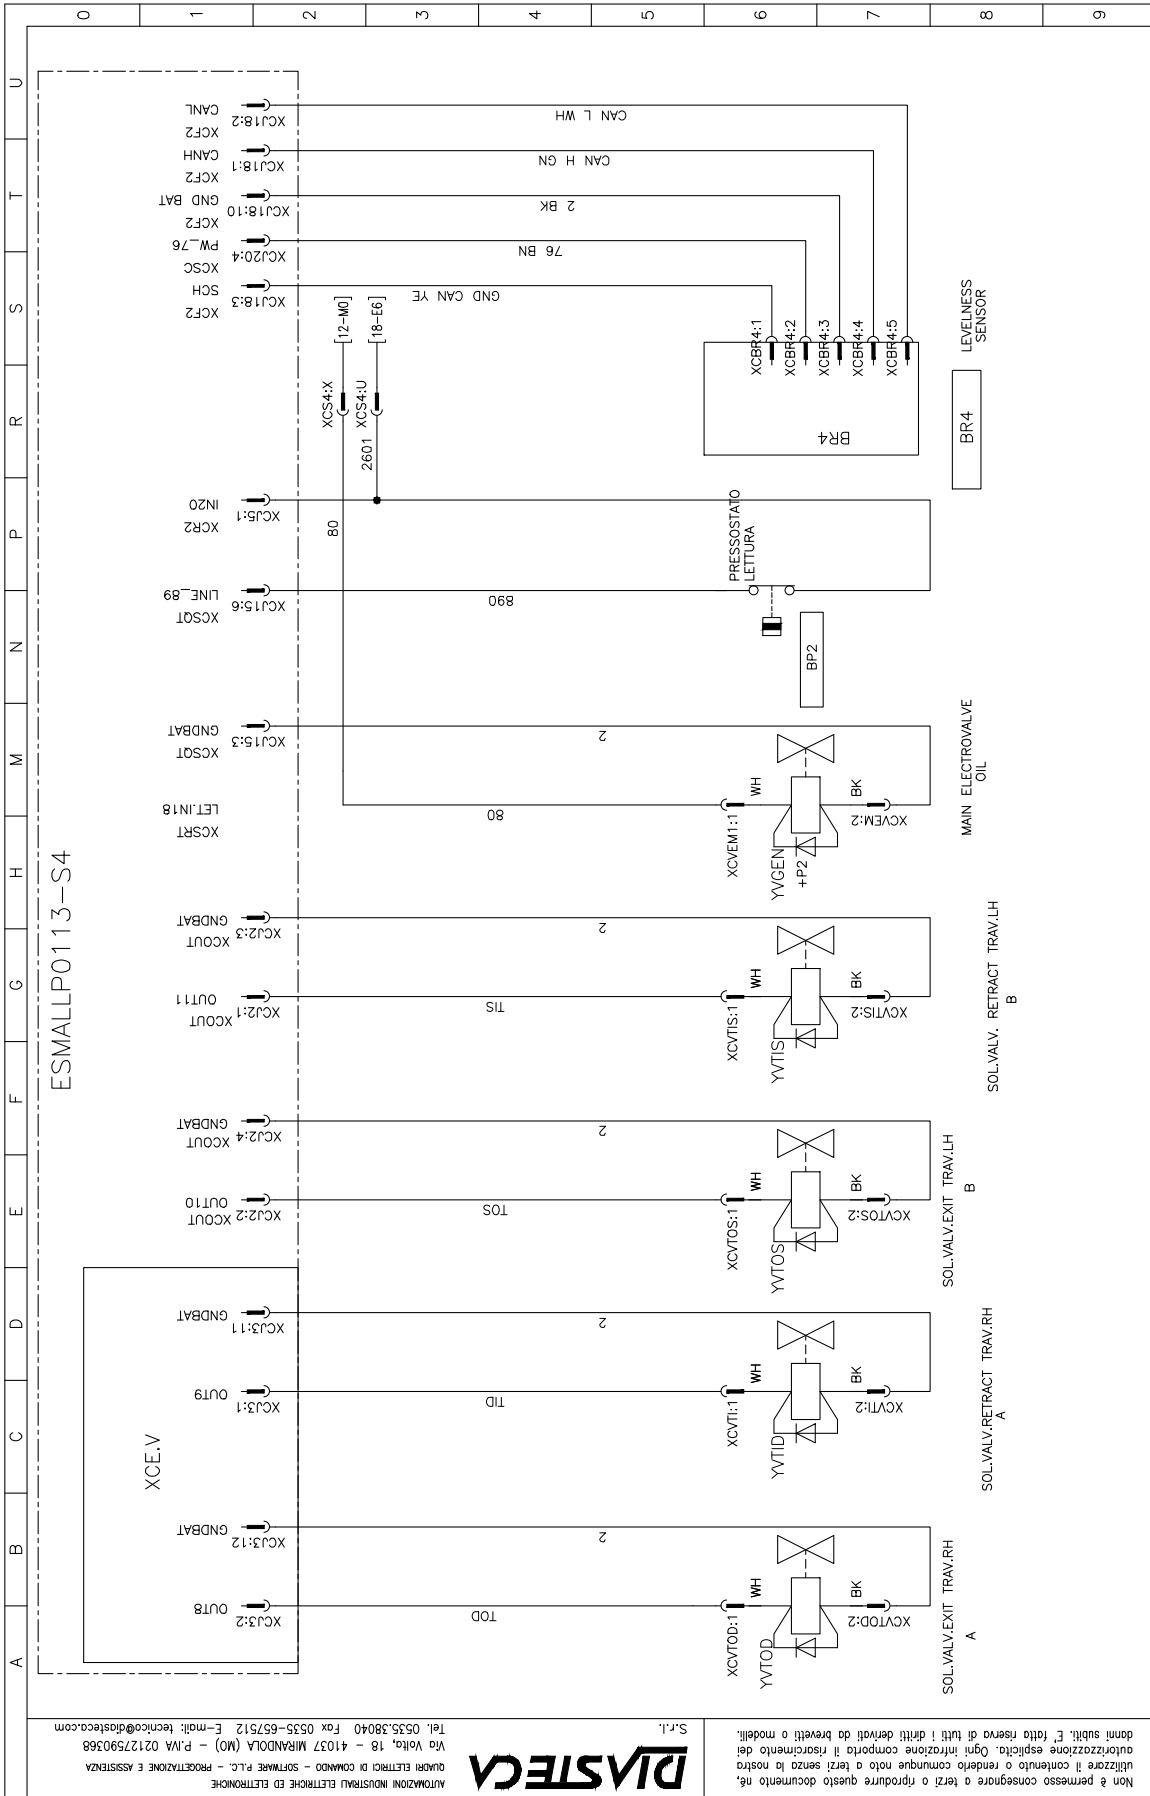 0
1
2
3
4
5
6
7
8
9
U
T
S
R
P
N
M
H
G
F
E
D
C
B
A
ESMALLP0113-S4
CANL
XCF2
XCJ18:2
CAN L WH
CANH
XCF2
XCJ18:1
CAN H GN
GND BAT
XCF2
XCJ18:10
2 BK
PW_76
XCSC
XCJ20:4
76 BN
SCH
XCF2
XCJ18:3
GND CAN YE
[12-M0]
[18-E6]
XCS4:X
XCS4:U
2601
80
XCBR4:1
XCBR4:2
XCBR4:3
XCBR4:4
XCBR4:5
BR4
LEVELNESS
SENSOR
BR4
IN20
XCR2
XCJ5:1
LINE_89
XCSQT
XCJ15:6
890
PRESSOSTATO
LETTURA
BP2
GNDBAT
XCSQT
XCJ15:3
2
LET.IN18
XCSRT
80
XCVEM1:1
WH
BK
XCVEM:2
YVGEN
+P2
MAIN ELECTROVALVE
OIL
GNDBAT
XCOUT
XCJ2:3
2
OUT11
XCOUT
XCJ2:1
TIS
XCVTIS:1
WH
BK
XCVTIS:2
YVTIS
SOL.VALV. RETRACT TRAV.LH
B
GNDBAT
XCOUT
XCJ2:4
2
OUT10
XCOUT
XCJ2:2
TOS
XCVTOS:1
WH
BK
XCVTOS:2
YVTOS
SOL.VALV.EXIT TRAV.LH
B
XCE.V
GNDBAT
XCJ3:11
2
OUT9
XCJ3:1
TID
XCVTI:1
WH
BK
XCVTI:2
YVTID
SOL.VALV.RETRACT TRAV.RH
A
GNDBAT
XCJ3:12
2
OUT8
XCJ3:2
TOD
XCVTOD:1
WH
BK
XCVTOD:2
YVTOD
SOL.VALV.EXIT TRAV.RH
A
Non è permesso consegnare a terzi o riprodurre questo documento, nè,
utilizzare il contenuto o renderlo comunque noto a terzi senza la nostra
autorizzazione esplicita. Ogni infrazione comporta il risarcimento dei
danni subiti. E' fatta riserva di tutti i diritti derivati da brevetti o modelli.
DIASTECA
S.r.l.
AUTOMAZIONI INDUSTRIALI ELETTRICHE ED ELETTRONICHE
QUADRI ELETTRICI DI COMANDO - SOFTWARE P.L.C. - PROGETTAZIONE E ASSISTENZA
Via Volta, 18 - 41037 MIRANDOLA (MO) - P.IVA 02127590368
Tel. 0535.38040 Fax 0535-657512 E-mail: tecnico@diasteca.com